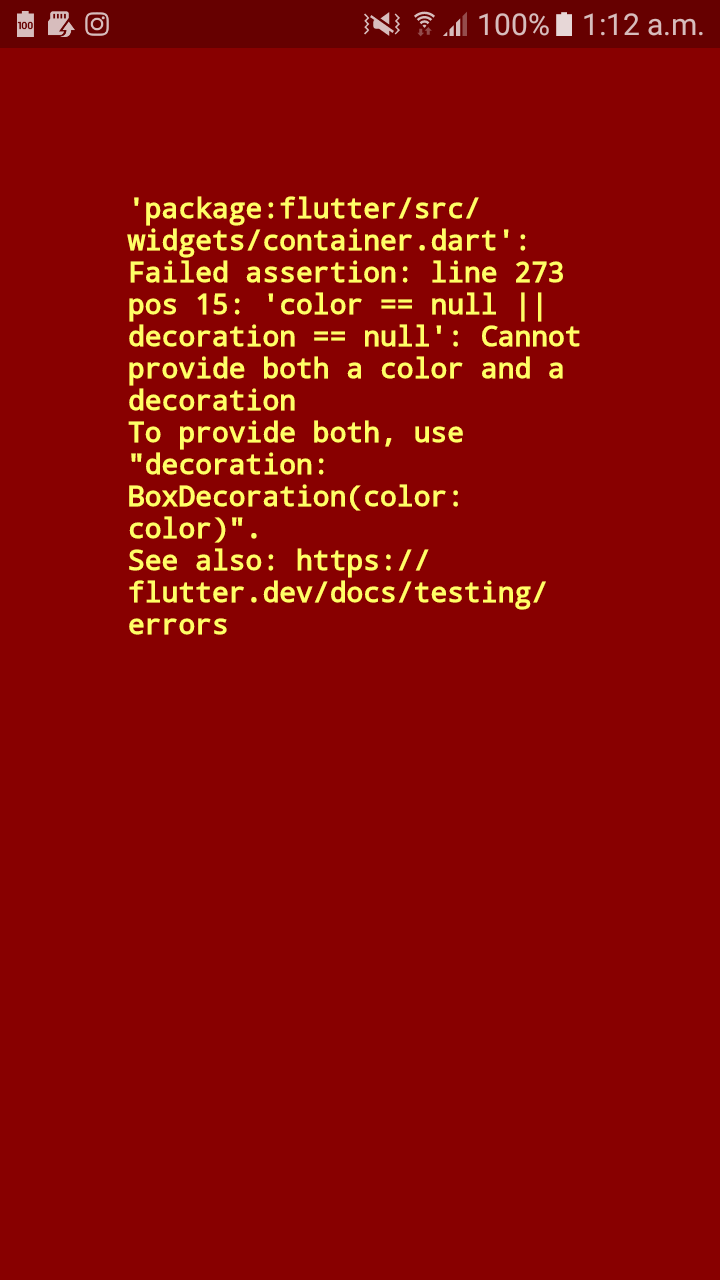 100 100% 1:12 a.m.
'package:flutter/src/
widgets/container.dart':
Failed assertion: line 273
pos 15: 'color == null ||
decoration == null': Cannot
provide both a color and a
decoration
To provide both, use
"decoration:
BoxDecoration(color:
color)".
See also: https://
flutter.dev/docs/testing/
errors